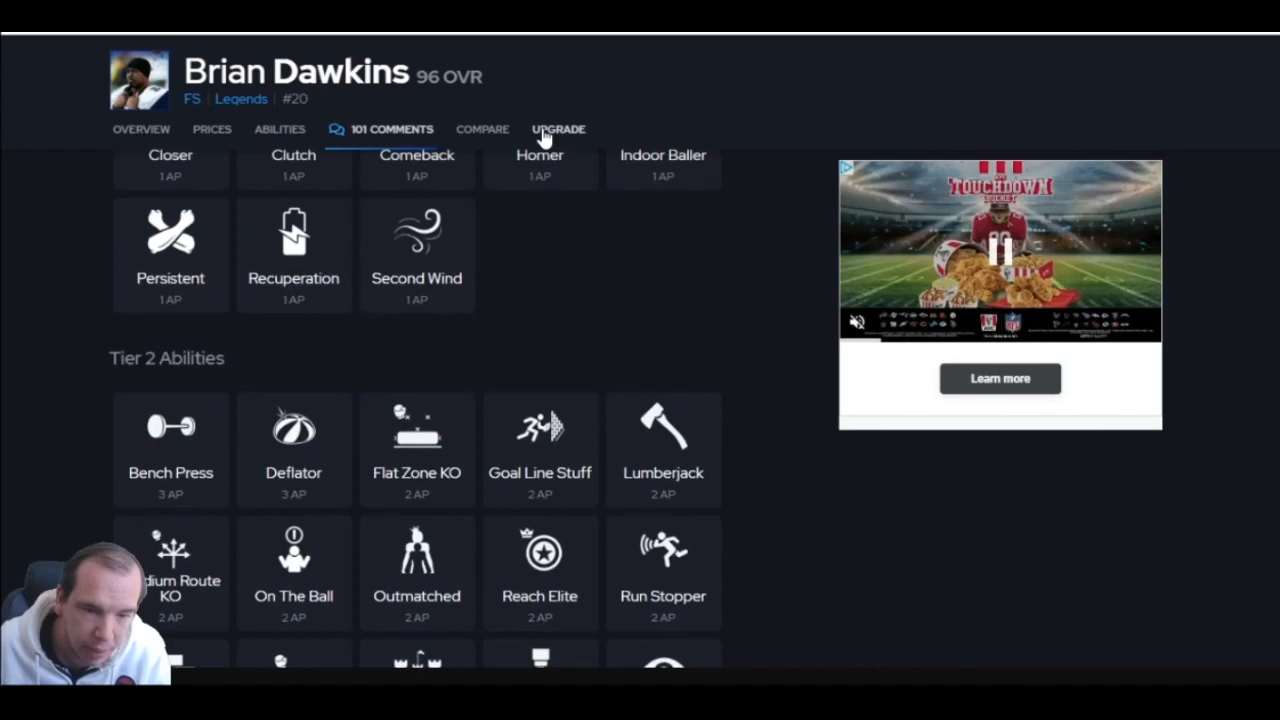 Brian Dawkins 96 OVR
FS Legends #20
OVERVIEW PRICES ABILITIES 101 COMMENTS COMPARE UPGRADE
Closer Clutch Comeback Homer Indoor Baller
1 AP 1 AP 1 AP 1 AP 1 AP
Persistent Recuperation Second Wind
1 AP 1 AP 1 AP
Tier 2 Abilities
Bench Press Deflator Flat Zone KO Goal Line Stuff Lumberjack
3 AP 3 AP 2 AP 2 AP 2 AP
dium Route
KO On The Ball Outmatched Reach Elite Run Stopper
2 AP 2 AP 2 AP 2 AP 2 AP
TOUCHDOWN
BUCKET
Learn more